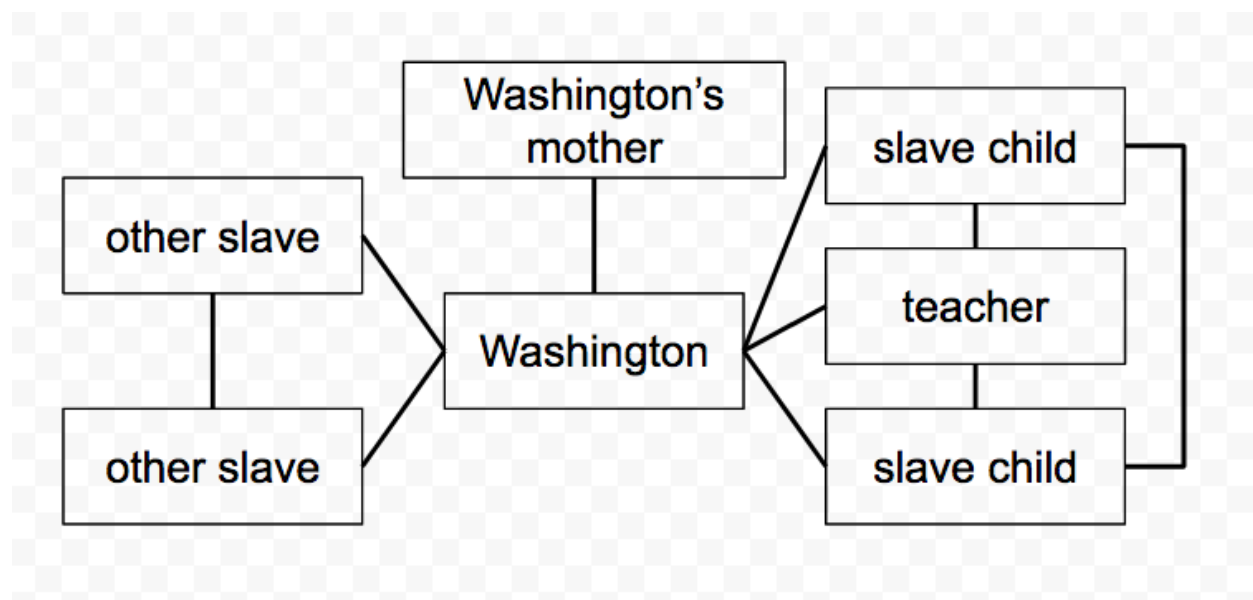 Washington’s
mother
slave child
other slave
teacher
Washington
other slave
slave child